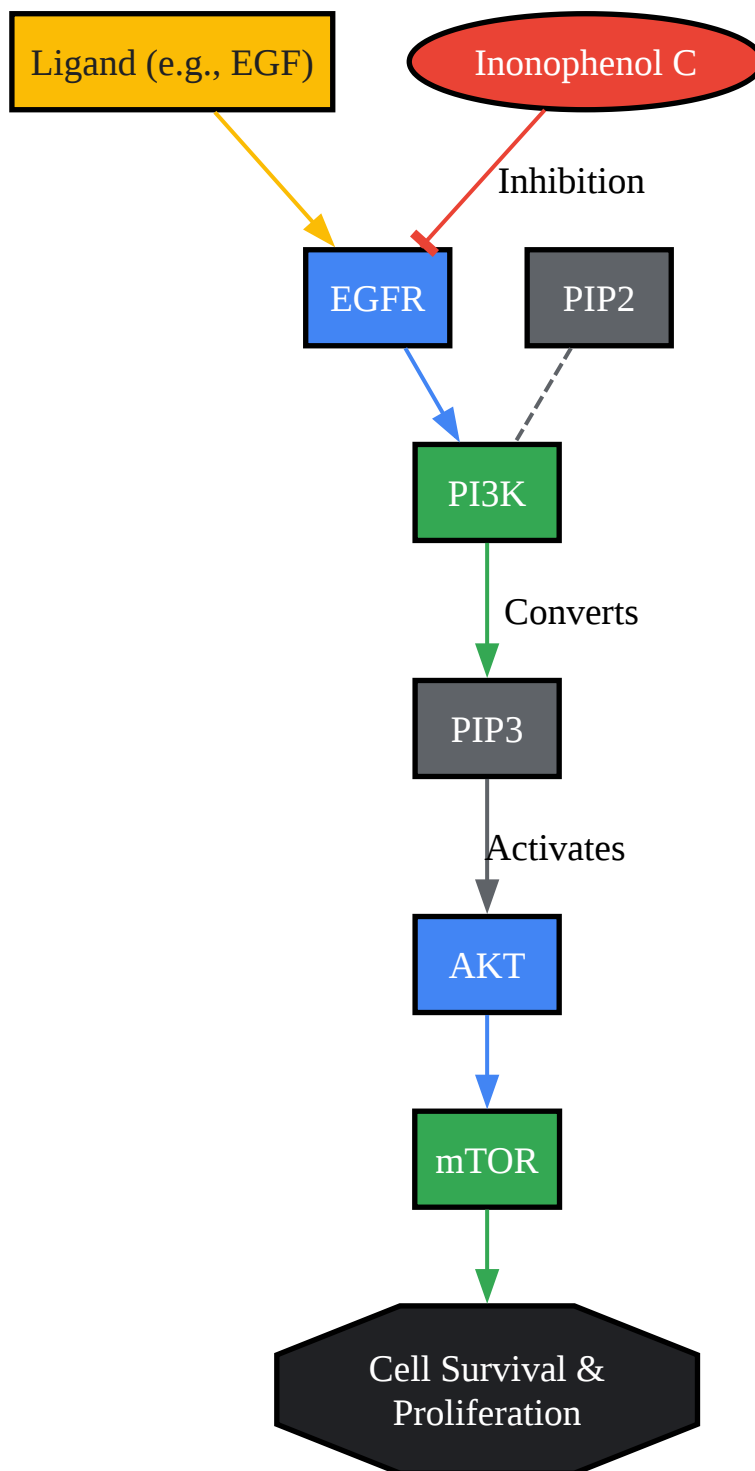 Ligand (e.g., EGF)
Inonophenol C
Inhibition
EGFR
PIP2
PI3K
Converts
PIP3
Activates
AKT
mTOR
Cell Survival &
Proliferation